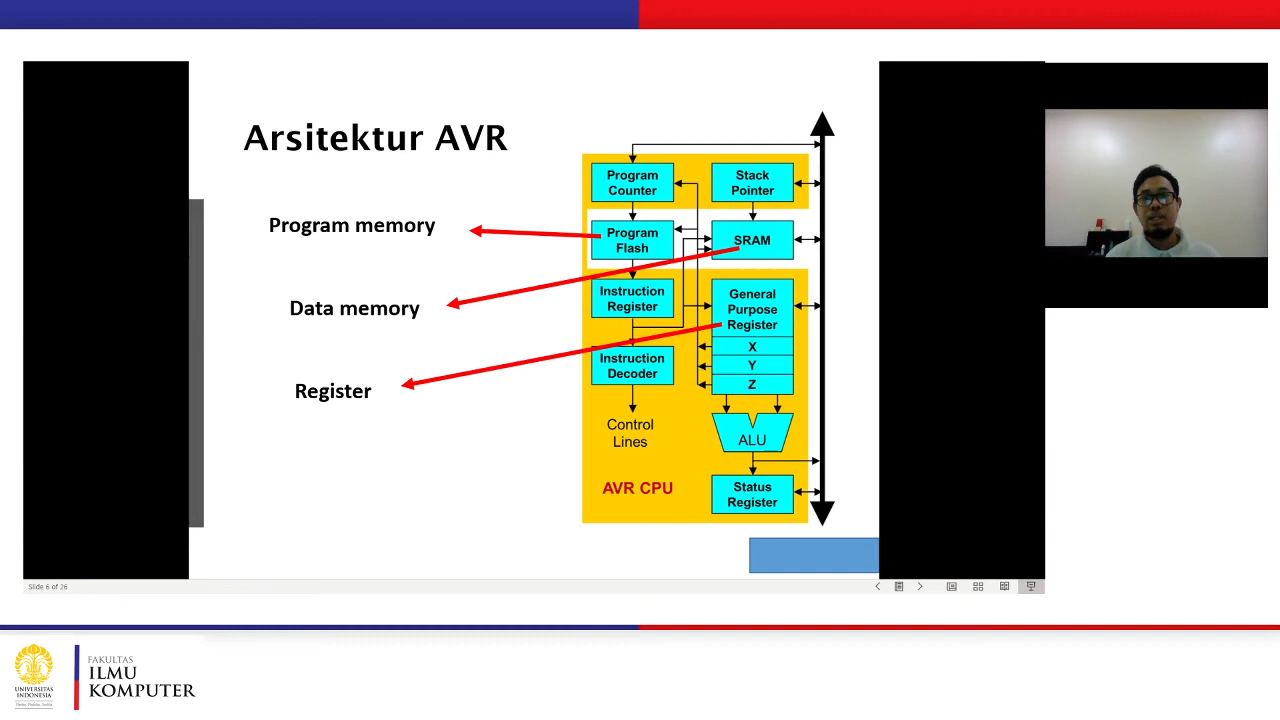 Arsitektur AVR
Program memory
Data memory
Register
Program
Counter
Stack
Pointer
Program
Flash
SRAM
Instruction
Register
General
Purpose
Register
X
Y
Z
Instruction
Decoder
Control
Lines
ALU
AVR CPU
Status
Register
Slide 6 of 26
UNIVERSITAS
INDONESIA
FAKULTAS
ILMU
KOMPUTER